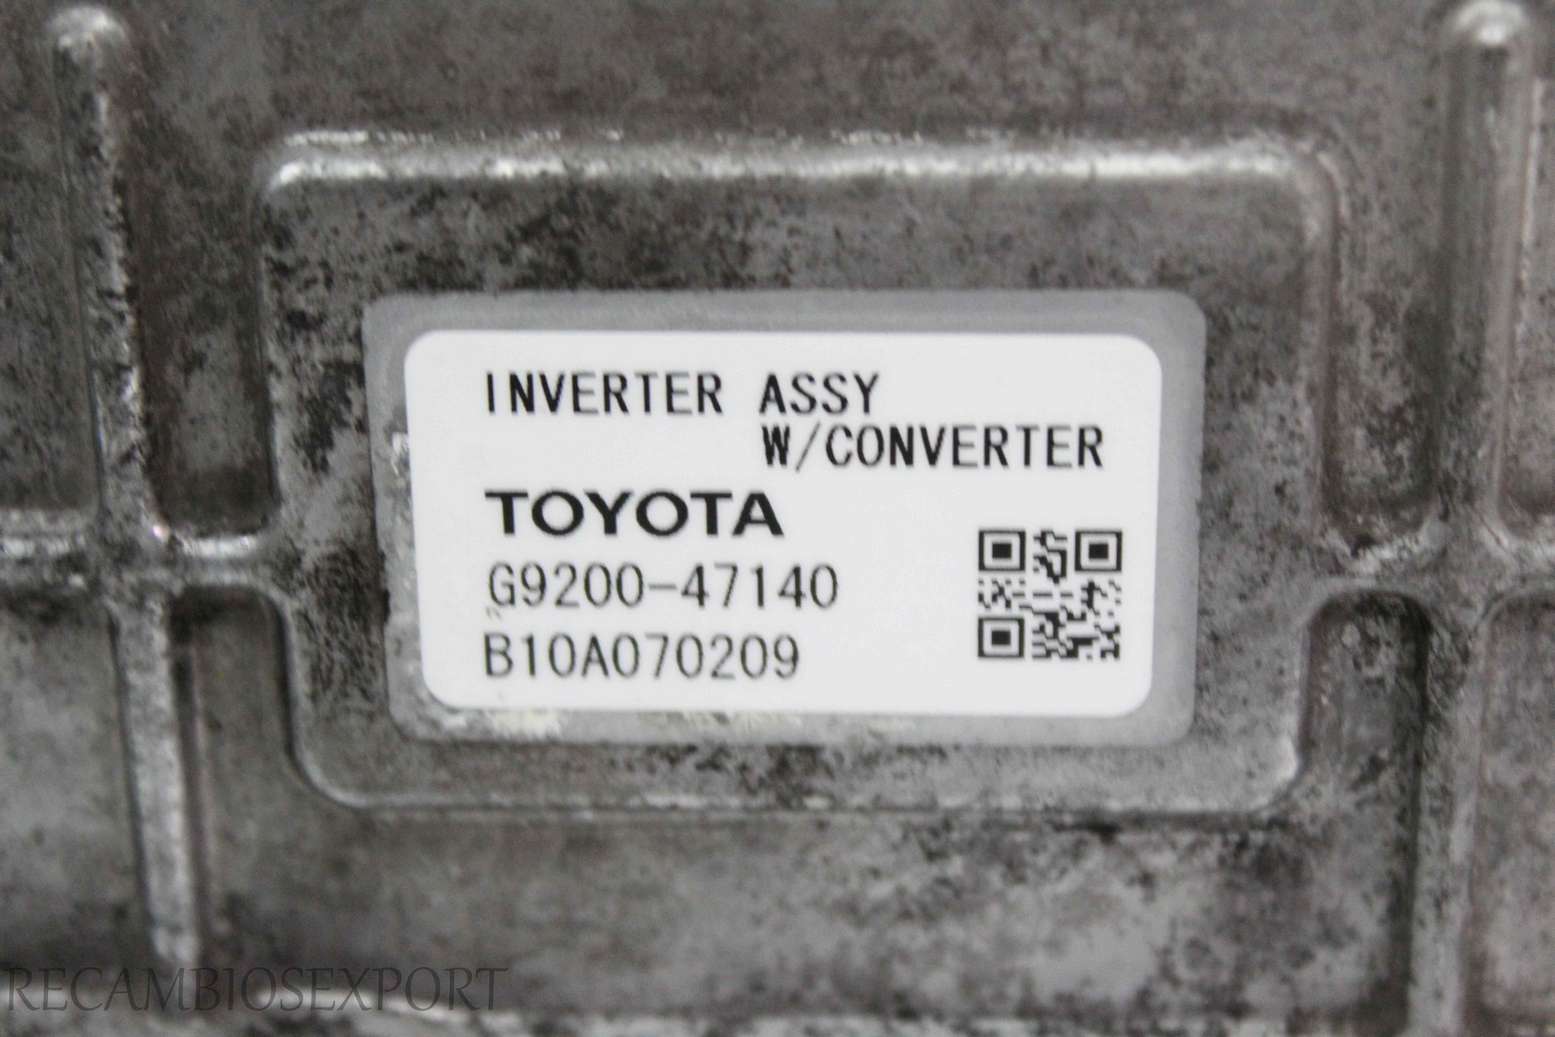 INVERTER ASSY
W/CONVERTER
TOYOTA
G9200-47140
B10A070209
RECAMBIOSEXPORT